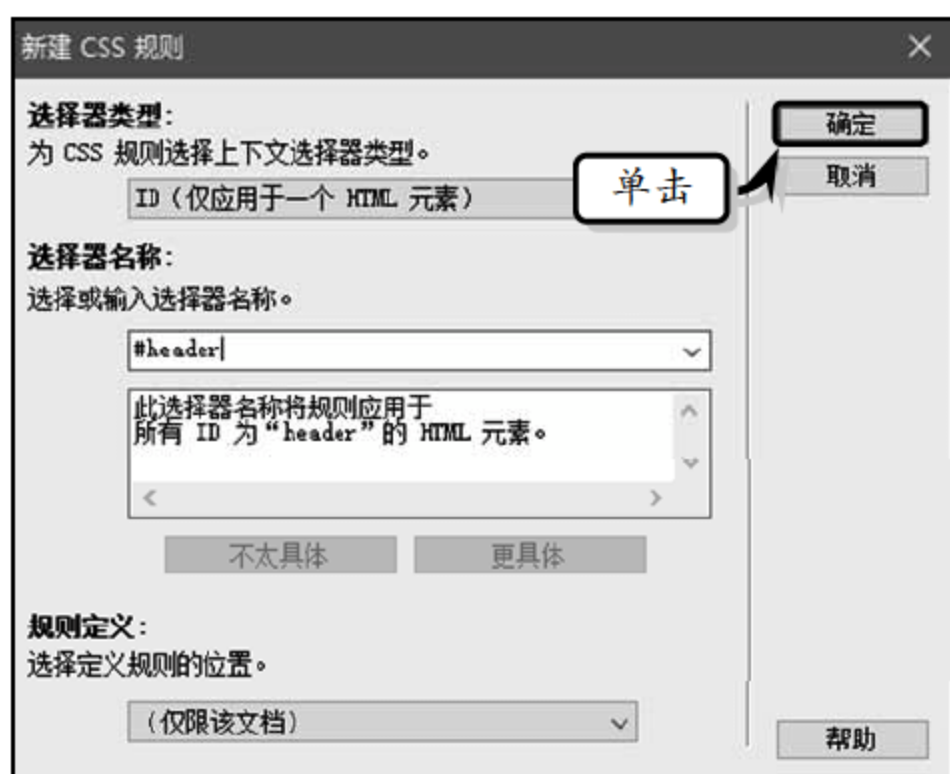 新建 CSS 规则
选择器类型:
为 CSS 规则选择上下文选择器类型。
ID（仅应用于一个 HTML 元素）
单击
确定
取消
选择器名称:
选择或输入选择器名称。
#header
此选择器名称将规则应用于
所有 ID 为“header”的 HTML 元素。
不太具体
更具体
规则定义:
选择定义规则的位置。
（仅限该文档）
帮助